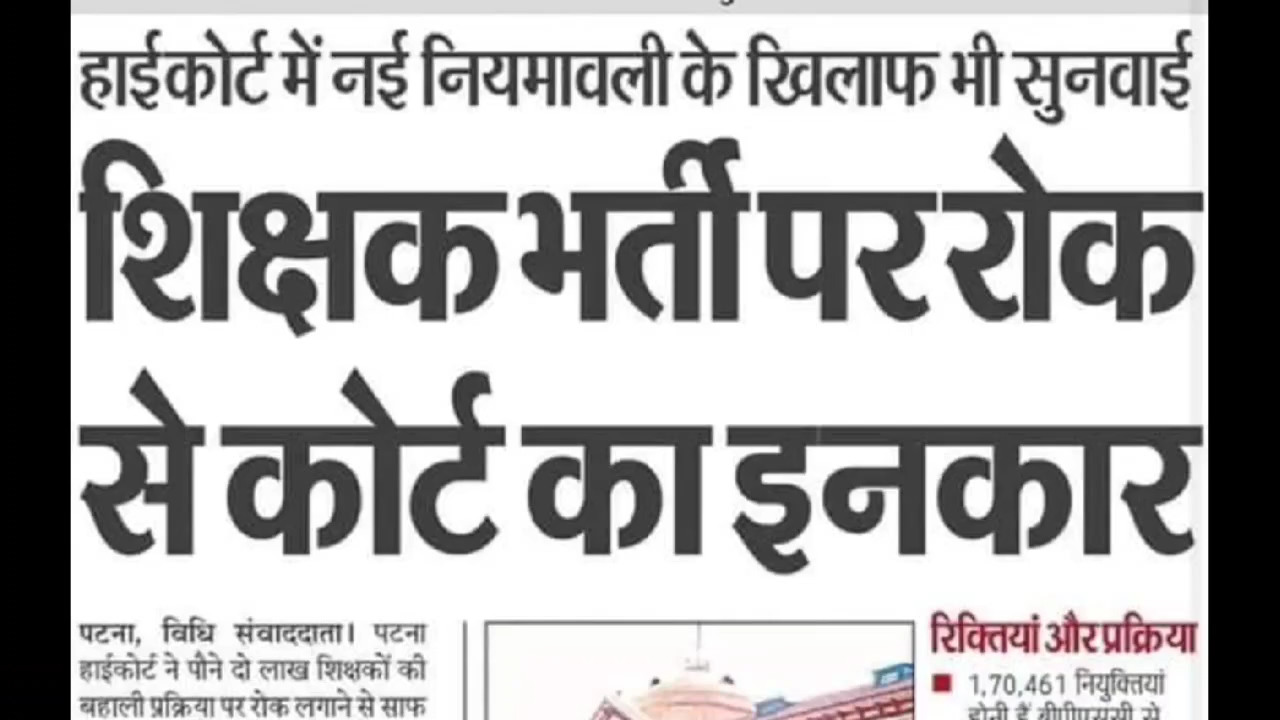 हाईकोर्ट में नई नियमावली के खिलाफ भी सुनवाई
शिक्षक भर्ती पर रोक
से कोर्ट का इनकार
पटना, विधि संवाददाता। पटना
हाईकोर्ट ने पौने दो लाख शिक्षकों की
बहाली प्रक्रिया पर रोक लगाने से साफ
रिक्तियां और प्रक्रिया
1,70,461 नियुक्तियां
होनी हैं बीपीएससी से